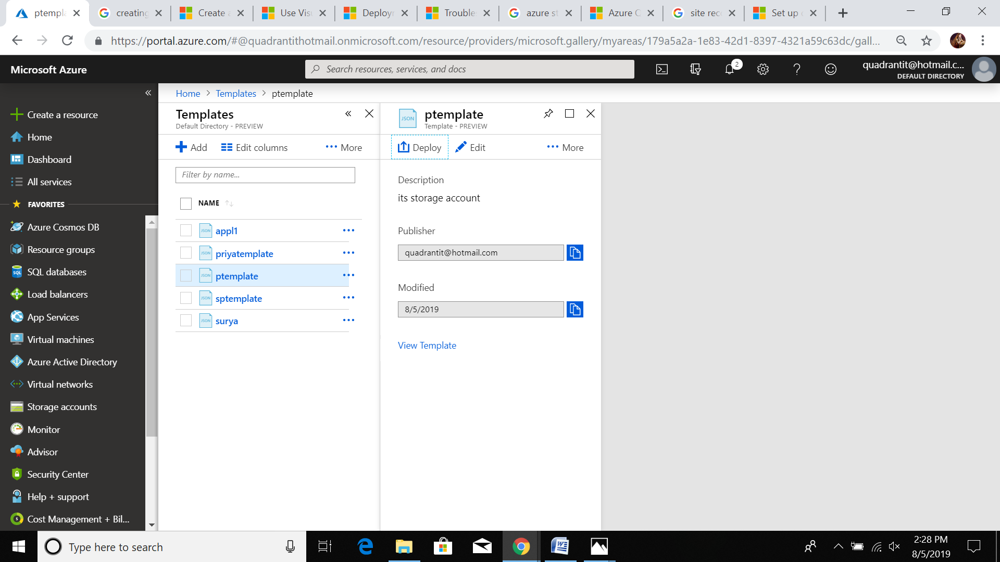 ptempla
creating
Create a
Use Visu
Deployr
Trouble
azure st
Azure Q
site reco
Set up
https://portal.azure.com/#@quadrantithotmail.onmicrosoft.com/resource/providers/microsoft.gallery/myareas/179a5a2a-1e83-42d1-8397-4321a59c63dc/gall...
Microsoft Azure
Search resources, services, and docs
2
quadrantit@hotmail.c...
DEFAULT DIRECTORY
Create a resource
Home
Dashboard
All services
FAVORITES
Azure Cosmos DB
Resource groups
SQL
SQL databases
Load balancers
App Services
Virtual machines
Azure Active Directory
Virtual networks
Storage accounts
Monitor
Advisor
Security Center
Help + support
Cost Management + Bil...
Home > Templates > ptemplate
Templates
Default Directory - PREVIEW
Add
Edit columns
More
Filter by name...
NAME
JSON
appl1
JSON
priyatemplate
JSON
ptemplate
JSON
sptemplate
JSON
surya
JSON
ptemplate
Template - PREVIEW
Deploy
Edit
More
Description
its storage account
Publisher
quadrantit@hotmail.com
Modified
8/5/2019
View Template
Type here to search
2:28 PM
8/5/2019